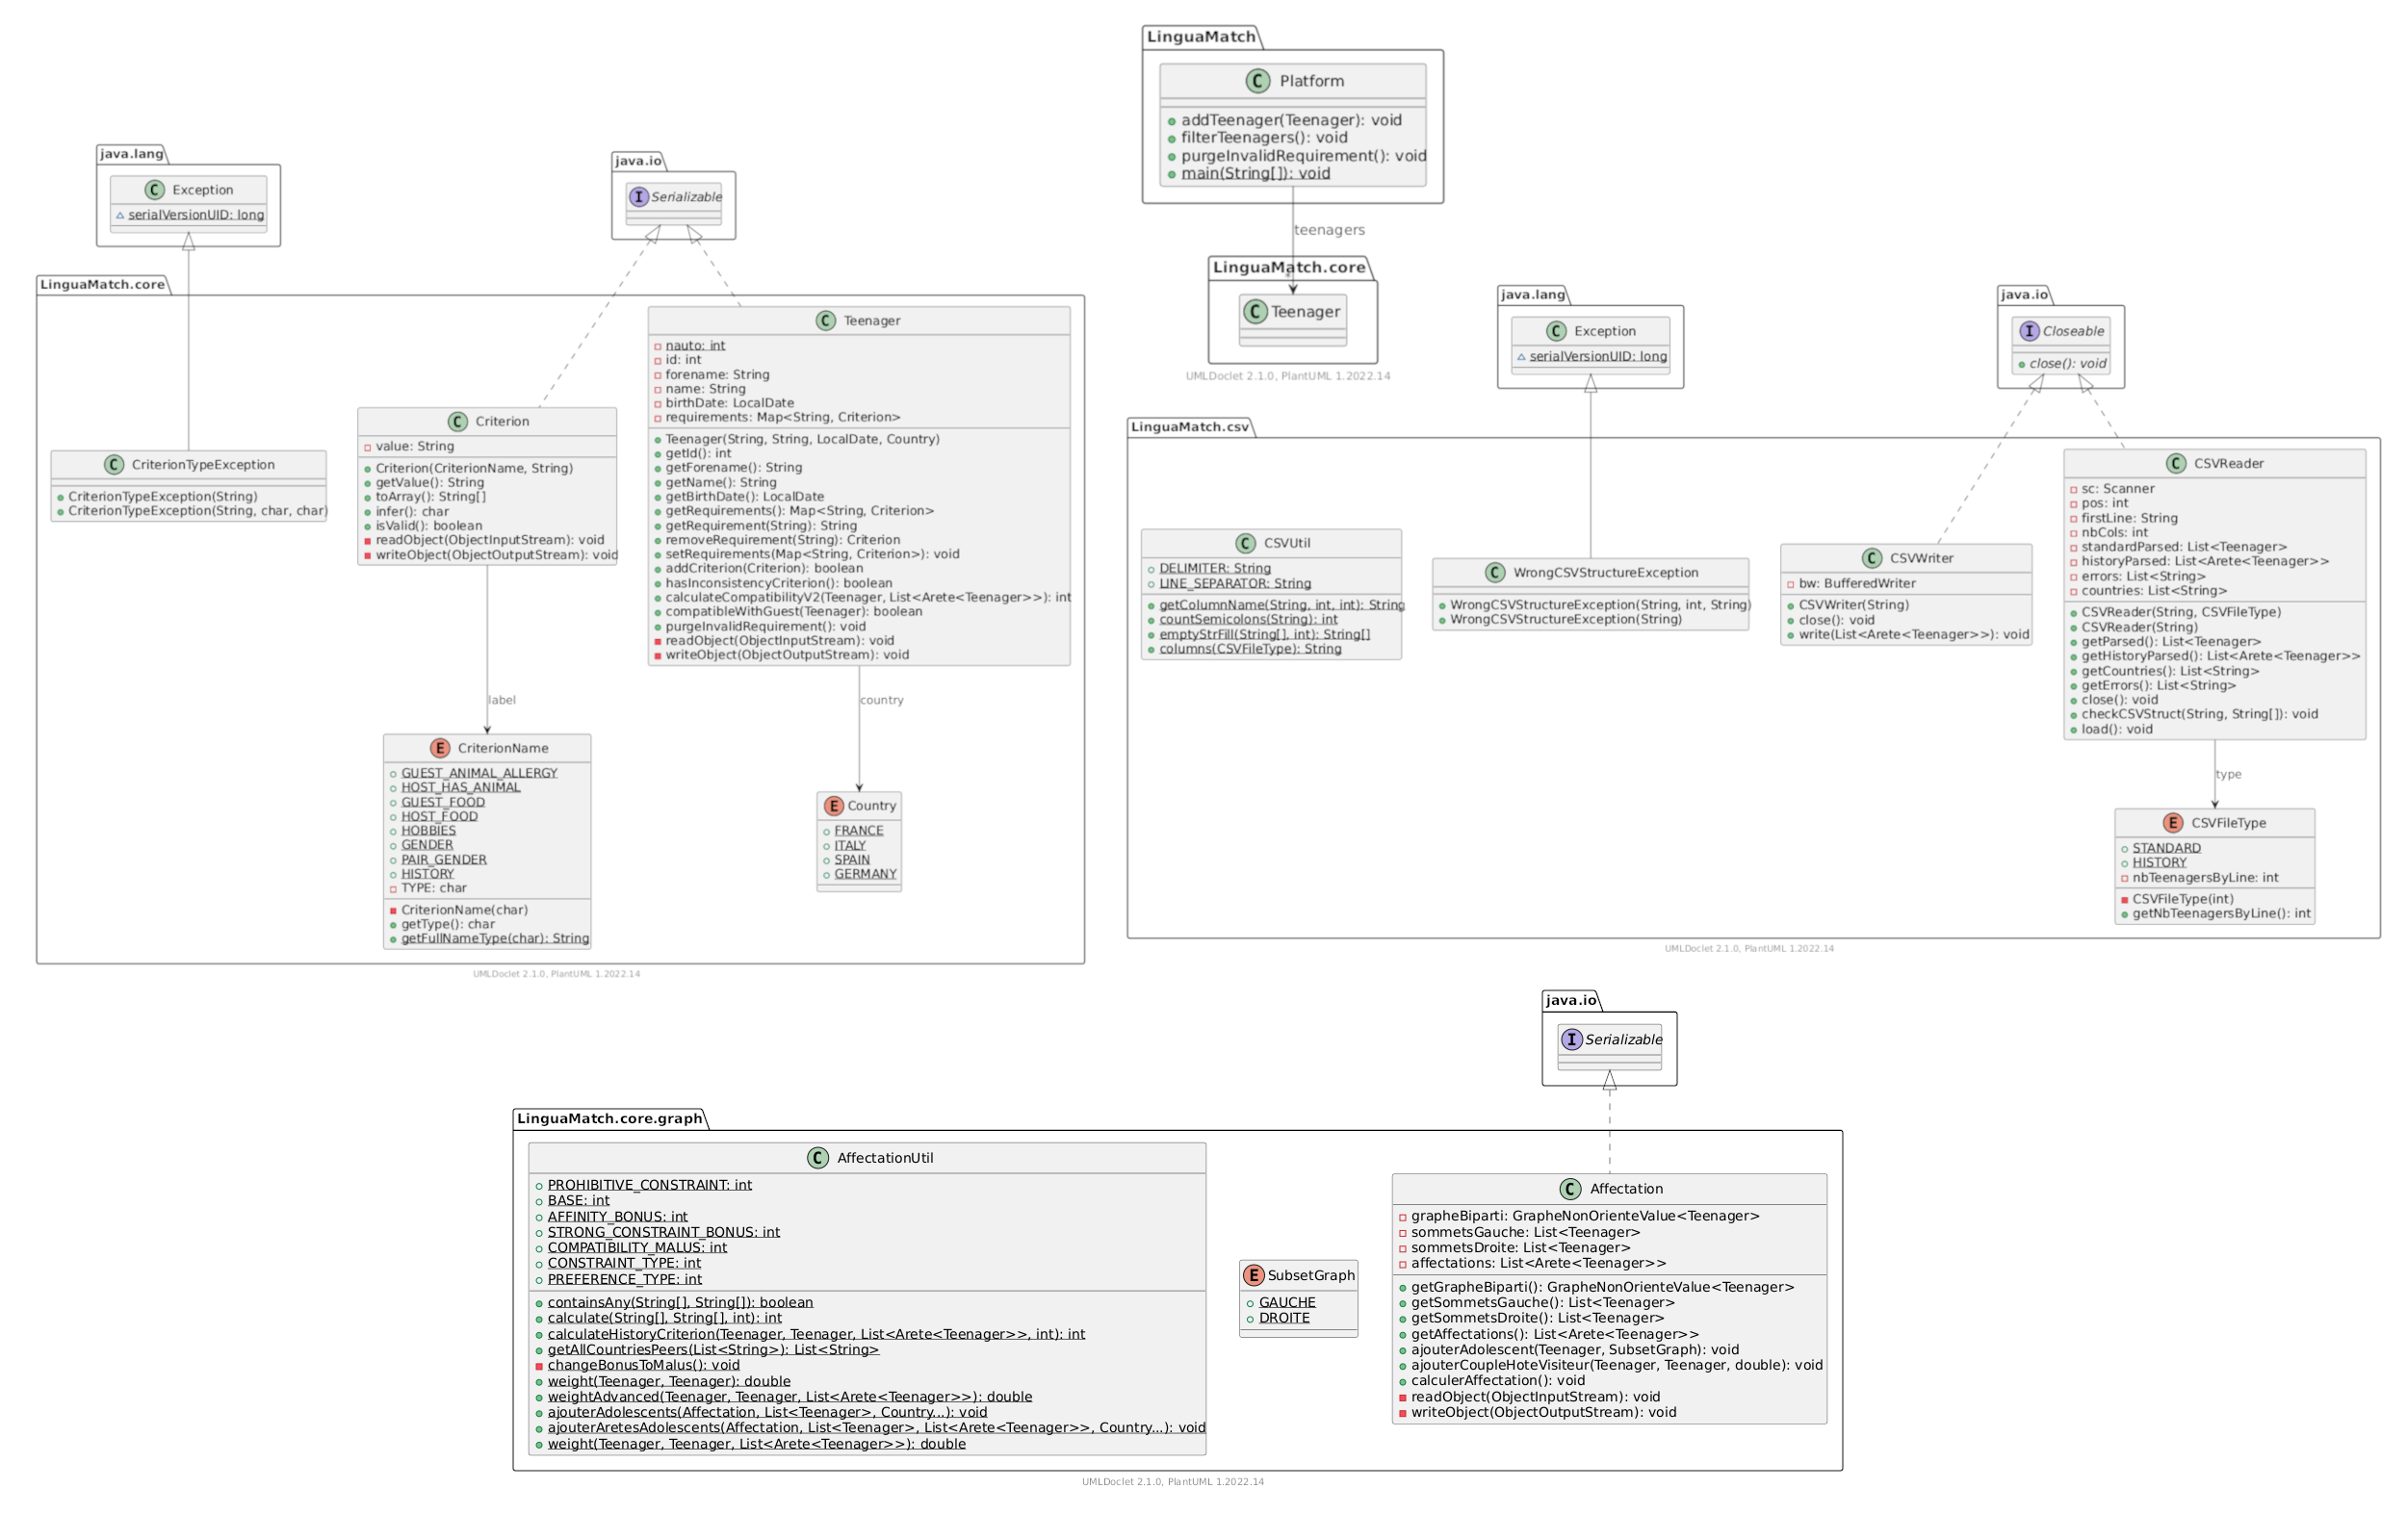 java.lang
C Exception
serialVersionUID: long
java.io
I Serializable
LinguaMatch.core
C CriterionTypeException
CriterionTypeException(String)
CriterionTypeException(String, char, char)
C Criterion
value: String
Criterion(CriterionName, String)
getValue(): String
toArray(): String[]
infer(): char
isValid(): boolean
readObject(ObjectInputStream): void
writeObject(ObjectOutputStream): void
C Teenager
nauto: int
id: int
forename: String
name: String
birthDate: LocalDate
requirements: Map<String, Criterion>
Teenager(String, String, LocalDate, Country)
getId(): int
getForename(): String
getName(): String
getBirthDate(): LocalDate
getRequirements(): Map<String, Criterion>
getRequirement(String): String
removeRequirement(String): Criterion
setRequirements(Map<String, Criterion>): void
addCriterion(Criterion): boolean
hasInconsistencyCriterion(): boolean
calculateCompatibilityV2(Teenager, List<Arete<Teenager>>): int
compatibleWithGuest(Teenager): boolean
purgeInvalidRequirement(): void
readObject(ObjectInputStream): void
writeObject(ObjectOutputStream): void
label
country
E CriterionName
GUEST_ANIMAL_ALLERGY
HOST_HAS_ANIMAL
GUEST_FOOD
HOST_FOOD
HOBBIES
GENDER
PAIR_GENDER
HISTORY
TYPE: char
CriterionName(char)
getType(): char
getFullNameType(char): String
E Country
FRANCE
ITALY
SPAIN
GERMANY
UMLDoclet 2.1.0, PlantUML 1.2022.14
LinguaMatch
C Platform
addTeenager(Teenager): void
filterTeenagers(): void
purgeInvalidRequirement(): void
main(String[]): void
teenagers
LinguaMatch.core
C Teenager
UMLDoclet 2.1.0, PlantUML 1.2022.14
java.lang
C Exception
serialVersionUID: long
java.io
I Closeable
close(): void
LinguaMatch.csv
C CSVUtil
DELIMITER: String
LINE_SEPARATOR: String
getColumnName(String, int, int): String
countSemicolons(String): int
emptyStrFill(String[], int): String[]
columns(CSVFileType): String
C WrongCSVStructureException
WrongCSVStructureException(String, int, String)
WrongCSVStructureException(String)
C CSVWriter
bw: BufferedWriter
CSVWriter(String)
close(): void
write(List<Arete<Teenager>>): void
C CSVReader
sc: Scanner
pos: int
firstLine: String
nbCols: int
standardParsed: List<Teenager>
historyParsed: List<Arete<Teenager>>
errors: List<String>
countries: List<String>
CSVReader(String, CSVFileType)
CSVReader(String)
getParsed(): List<Teenager>
getHistoryParsed(): List<Arete<Teenager>>
getCountries(): List<String>
getErrors(): List<String>
close(): void
checkCSVStruct(String, String[]): void
load(): void
type
E CSVFileType
STANDARD
HISTORY
nbTeenagersByLine: int
CSVFileType(int)
getNbTeenagersByLine(): int
UMLDoclet 2.1.0, PlantUML 1.2022.14
java.io
I Serializable
LinguaMatch.core.graph
C AffectationUtil
PROHIBITIVE_CONSTRAINT: int
BASE: int
AFFINITY_BONUS: int
STRONG_CONSTRAINT_BONUS: int
COMPATIBILITY_MALUS: int
CONSTRAINT_TYPE: int
PREFERENCE_TYPE: int
containsAny(String[], String[]): boolean
calculate(String[], String[], int): int
calculateHistoryCriterion(Teenager, Teenager, List<Arete<Teenager>>, int): int
getAllCountriesPeers(List<String>): List<String>
changeBonusToMalus(): void
weight(Teenager, Teenager): double
weightAdvanced(Teenager, Teenager, List<Arete<Teenager>>): double
ajouterAdolescents(Affectation, List<Teenager>, Country...): void
ajouterAretesAdolescents(Affectation, List<Teenager>, List<Arete<Teenager>>, Country...): void
weight(Teenager, Teenager, List<Arete<Teenager>>): double
E SubsetGraph
GAUCHE
DROITE
C Affectation
grapheBiparti: GrapheNonOrienteValue<Teenager>
sommetsGauche: List<Teenager>
sommetsDroite: List<Teenager>
affectations: List<Arete<Teenager>>
getGrapheBiparti(): GrapheNonOrienteValue<Teenager>
getSommetsGauche(): List<Teenager>
getSommetsDroite(): List<Teenager>
getAffectations(): List<Arete<Teenager>>
ajouterAdolescent(Teenager, SubsetGraph): void
ajouterCoupleHoteVisiteur(Teenager, Teenager, double): void
calculerAffectation(): void
readObject(ObjectInputStream): void
writeObject(ObjectOutputStream): void
UMLDoclet 2.1.0, PlantUML 1.2022.14